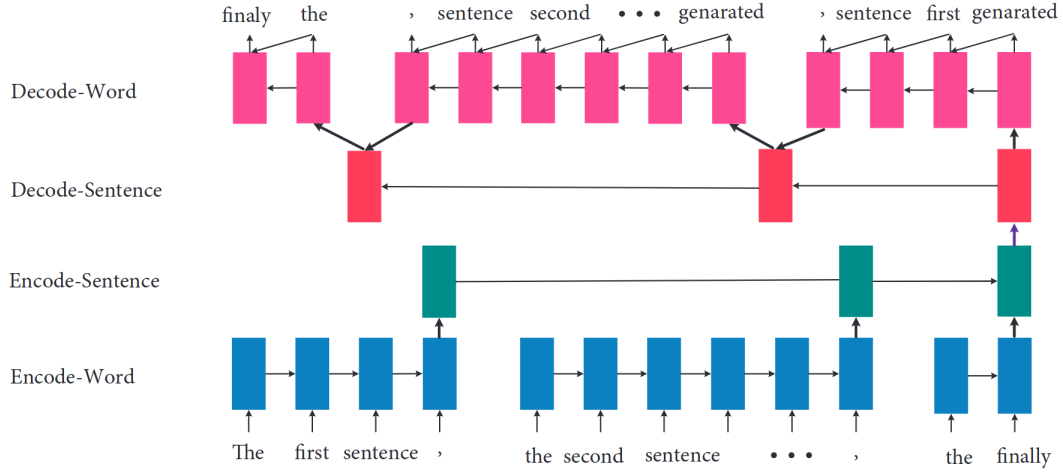 finaly the , sentence second • • • genarated , sentence first genarated
Decode-Word
Decode-Sentence
Encode-Sentence
Encode-Word
The first sentence , the second sentence • • • , the finally